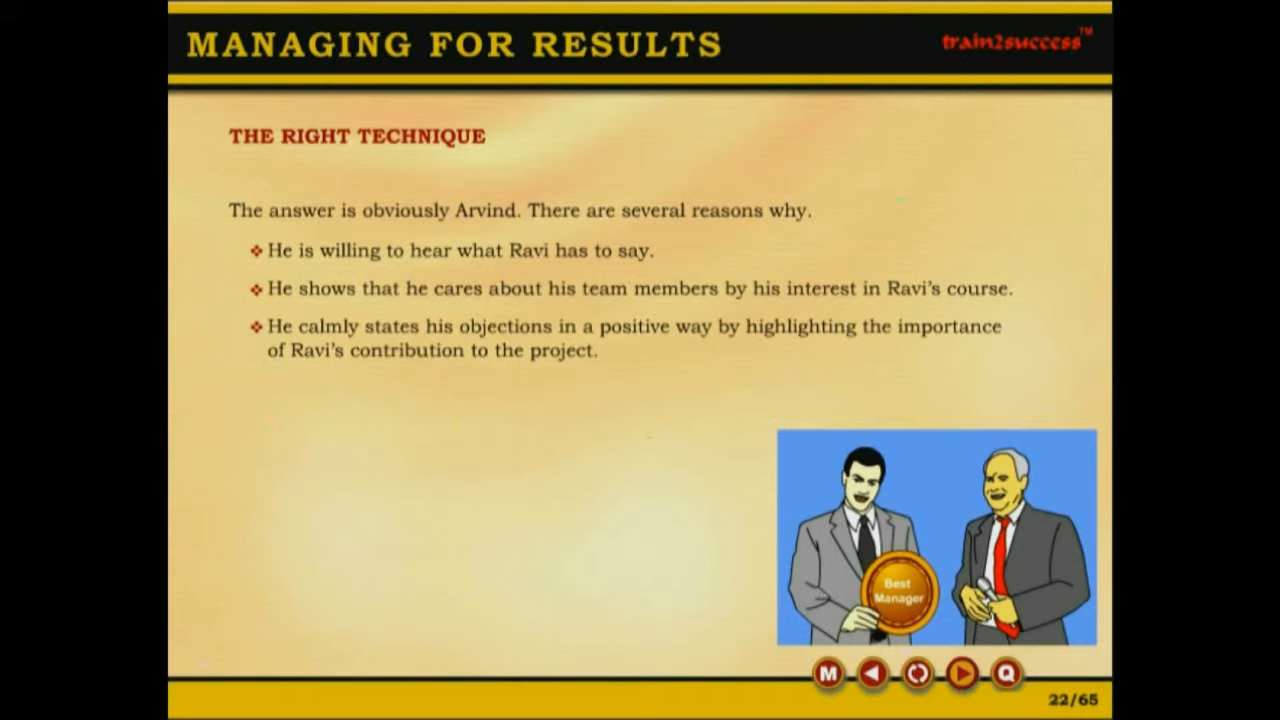 MANAGING FOR RESULTS
train2success™
THE RIGHT TECHNIQUE
The answer is obviously Arvind. There are several reasons why.
❖ He is willing to hear what Ravi has to say.
❖ He shows that he cares about his team members by his interest in Ravi's course.
❖ He calmly states his objections in a positive way by highlighting the importance
of Ravi's contribution to the project.
Best
Manager
M
Q
22/65